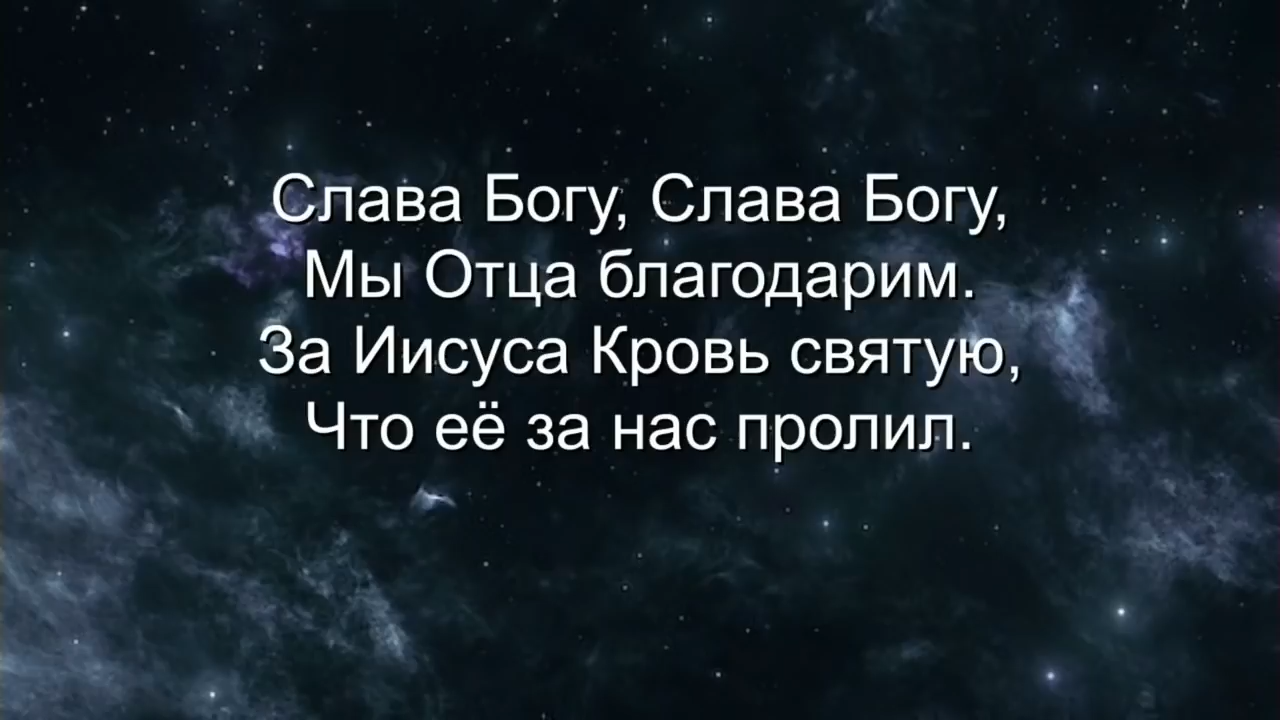 Слава Богу, Слава Богу,
Мы Отца благодарим.
За Иисуса Кровь святую,
Что её за нас пролил.